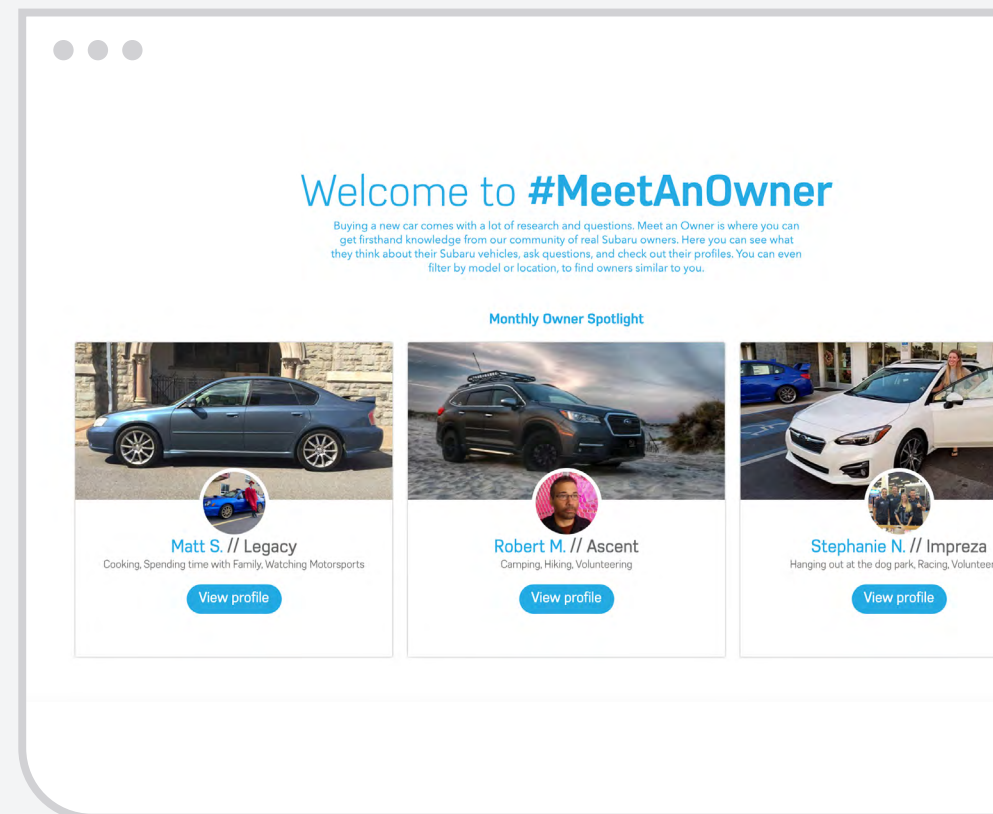 Welcome to #MeetAnOwner
Buying a new car comes with a lot of research and questions. Meet an Owner is where you can
get firsthand knowledge from our community of real Subaru owners. Here you can see what
they think about their Subaru vehicles, ask questions, and check out their profiles. You can even
filter by model or location, to find owners similar to you.
Monthly Owner Spotlight
Matt S. // Legacy
Cooking, Spending time with Family, Watching Motorsports
View profile
Robert M. // Ascent
Camping, Hiking, Volunteering
View profile
Stephanie N. // Impreza
Hanging out at the dog park, Racing, Volunteer
View profile